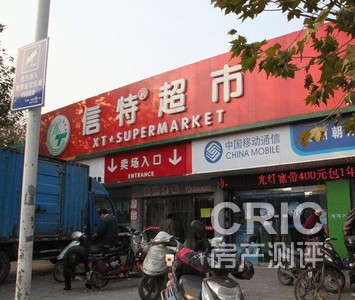 信特®超市
XT★SUPERMARKET
卖场入口
ENTRANCE
中国移动通信
CHINA MOBILE
光纤宽带400元包1年
CRIC
房产测评